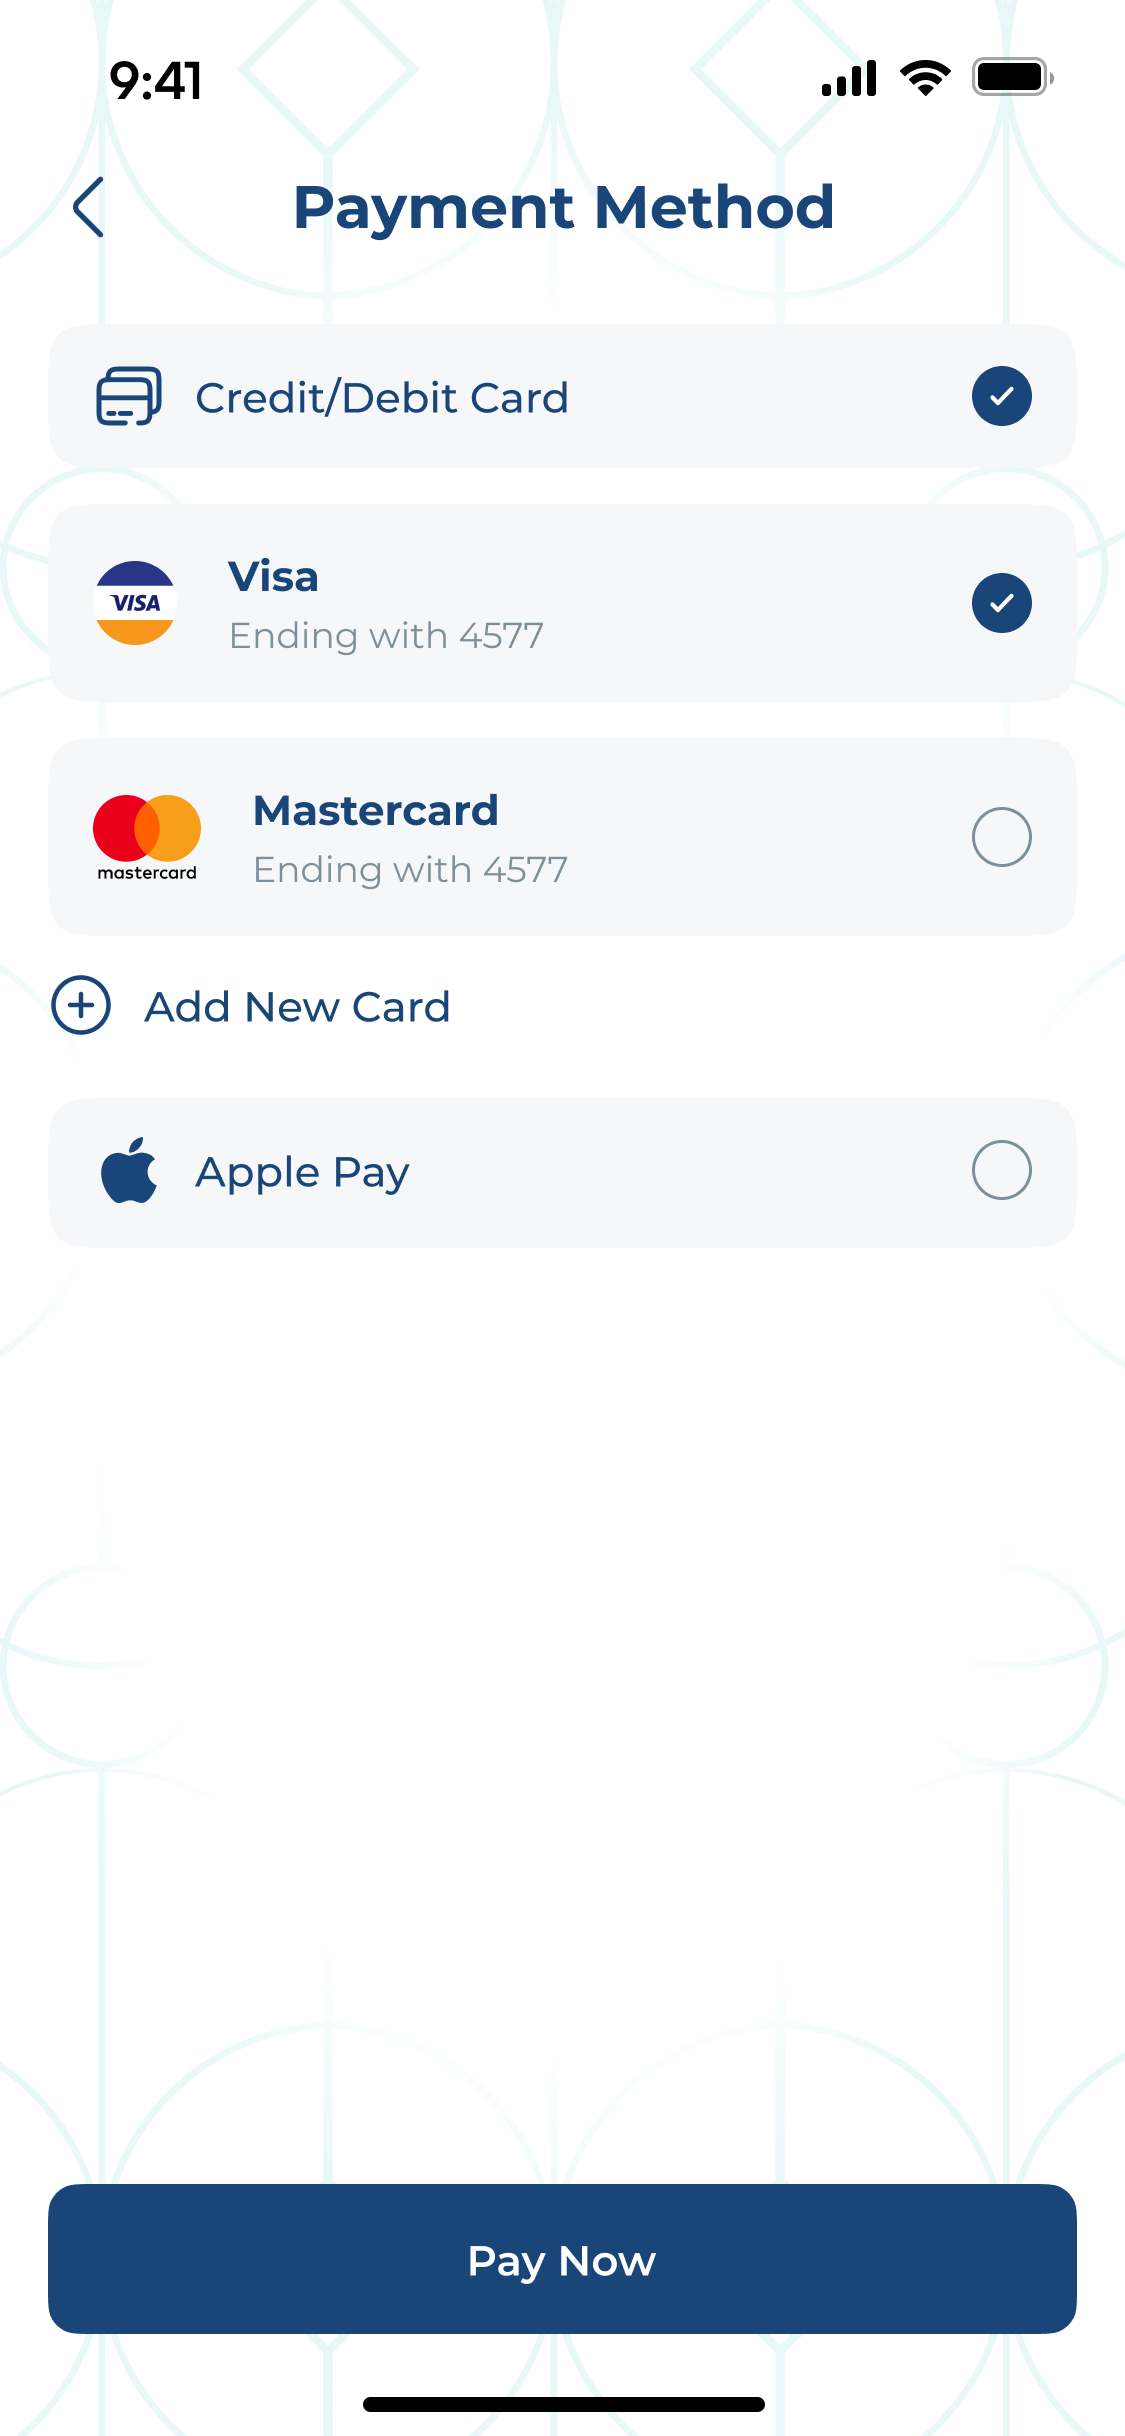 9:41
Payment Method
Credit/Debit Card
VISA
Visa
Ending with 4577
mastercard
Mastercard
Ending with 4577
Add New Card
Apple Pay
Pay Now